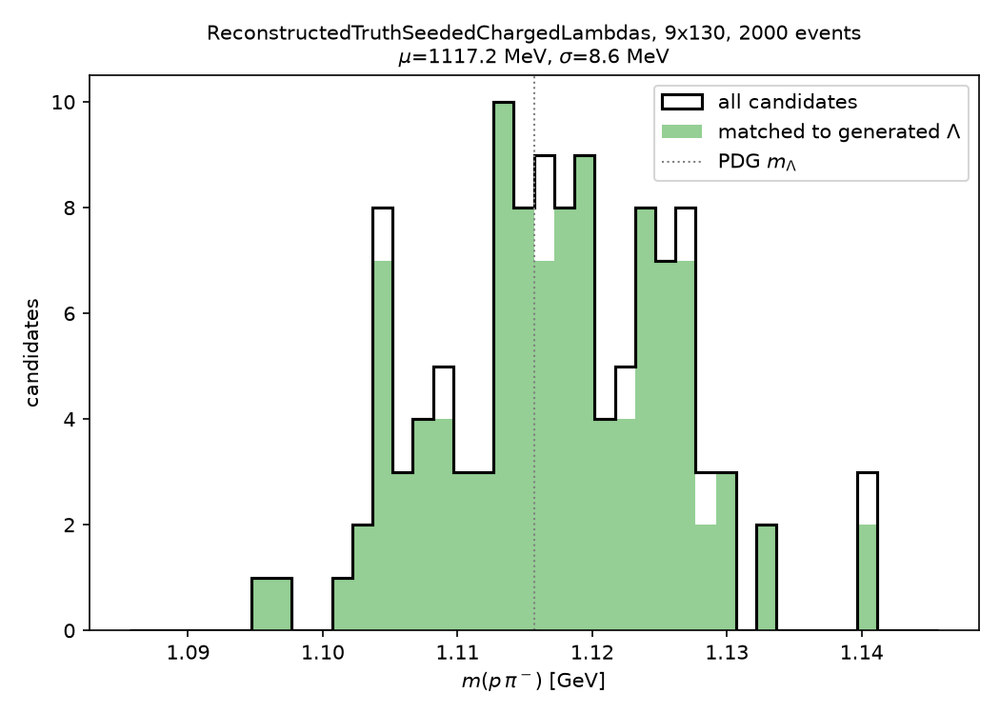 ReconstructedTruthSeededChargedLambdas, 9x130, 2000 events
μ=1117.2 MeV, σ=8.6 MeV
all candidates
matched to generated Λ
PDG m_Λ
candidates
10
8
6
4
2
0
1.09 1.10 1.11 1.12 1.13 1.14
m(p π⁻) [GeV]